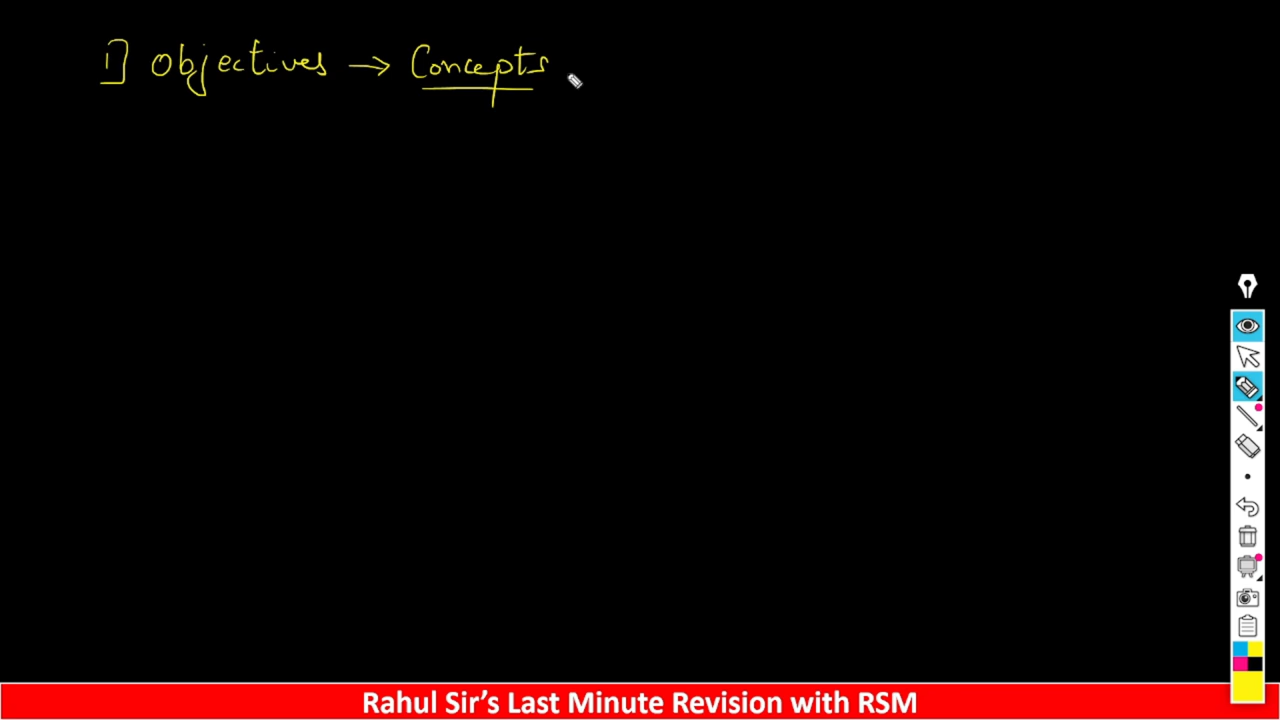 1] Objectives → Concepts
Rahul Sir’s Last Minute Revision with RSM